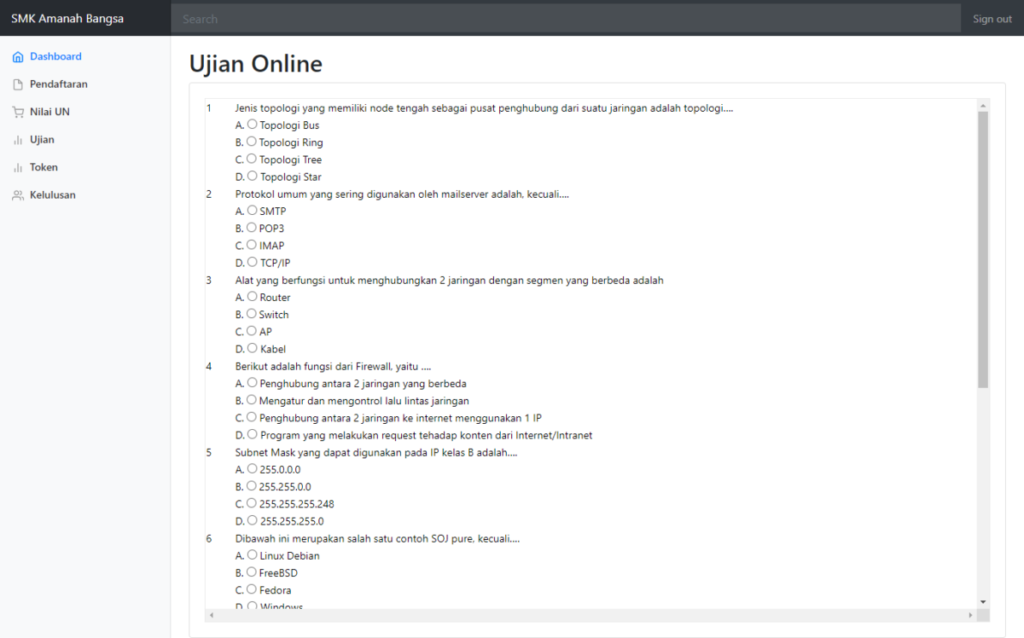 SMK Amanah Bangsa
Search
Sign out
Dashboard
Pendaftaran
Nilai UN
Ujian
Token
Kelulusan
Ujian Online
1 Jenis topologi yang memiliki node tengah sebagai pusat penghubung dari suatu jaringan adalah topologi....
A. Topologi Bus
B. Topologi Ring
C. Topologi Tree
D. Topologi Star
2 Protokol umum yang sering digunakan oleh mailserver adalah, kecuali....
A. SMTP
B. POP3
C. IMAP
D. TCP/IP
3 Alat yang berfungsi untuk menghubungkan 2 jaringan dengan segmen yang berbeda adalah
A. Router
B. Switch
C. AP
D. Kabel
4 Berikut adalah fungsi dari Firewall, yaitu ....
A. Penghubung antara 2 jaringan yang berbeda
B. Mengatur dan mengontrol lalu lintas jaringan
C. Penghubung antara 2 jaringan ke internet menggunakan 1 IP
D. Program yang melakukan request tehadap konten dari Internet/Intranet
5 Subnet Mask yang dapat digunakan pada IP kelas B adalah....
A. 255.0.0.0
B. 255.255.0.0
C. 255.255.255.248
D. 255.255.255.0
6 Dibawah ini merupakan salah satu contoh SOJ pure, kecuali....
A. Linux Debian
B. FreeBSD
C. Fedora
D. Windows